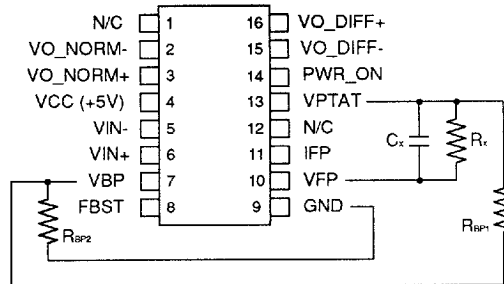 N/C 1 16 VO_DIFF+
VO_NORM- 2 15 VO_DIFF-
VO_NORM+ 3 14 PWR_ON
VCC (+5V) 4 13 VPTAT
VIN- 5 12 N/C
VIN+ 6 11 IFP
VBP 7 10 VFP
FBST 8 9 GND
Cx Rx
RBP2 RBP1